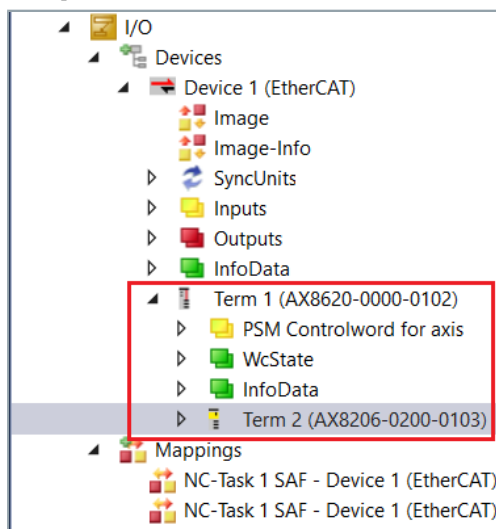 I/O
Devices
Device 1 (EtherCAT)
Image
Image-Info
SyncUnits
Inputs
Outputs
InfoData
Term 1 (AX8620-0000-0102)
PSM Controlword for axis
WcState
InfoData
Term 2 (AX8206-0200-0103)
Mappings
NC-Task 1 SAF - Device 1 (EtherCAT)
NC-Task 1 SAF - Device 1 (EtherCAT)